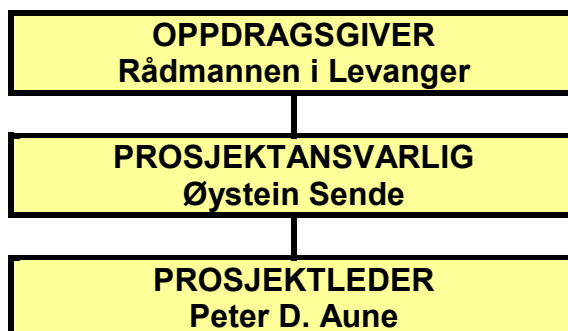 OPPDRAGSGIVER
Rådmannen i Levanger
PROSJEKTANSVARLIG
Øystein Sende
PROSJEKTLEDER
Peter D. Aune